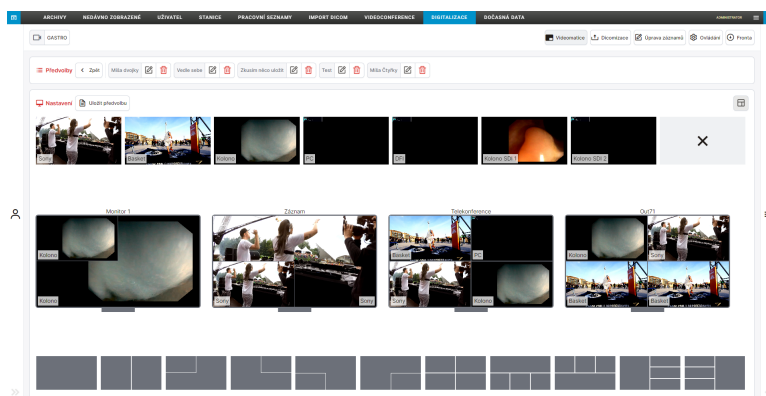 ARCHIVY NEDÁVNO ZOBRAZENÉ UŽIVATEL STANICE PRACOVNÍ SEZNAMY IMPORT DICOM VIDEOCONFERENCE DIGITALIZACE DOČASNÁ DATA ADMINISTRATOR
GASTRO Videomatice Dicomizace Oprava záznamů Ovládání Fronta
Předvolby Zpět Míša dvojky Vedle sebe Zkusím něco uložit Test Míša Čtyřky
Nastavení Uložit předvolbu
Sony Basket Kolono PC DFI Kolono SDI 1 Kolono SDI 2
Monitor 1 Záznam Telekonference Out71
Kolono Basket PC Kolono Sony
Kolono Sony Sony Sony Kolono Basket Basket